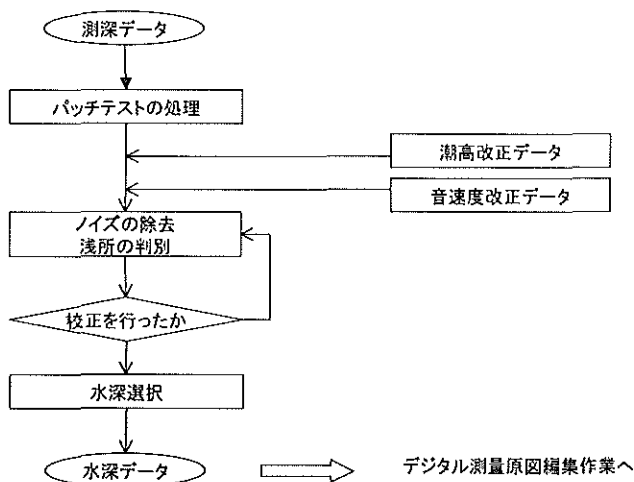 測深データ
パッチテストの処理
潮高改正データ
音速度改正データ
ノイズの除去
浅所の判別
校正を行ったか
水深選択
水深データ
デジタル測量原図編集作業へ